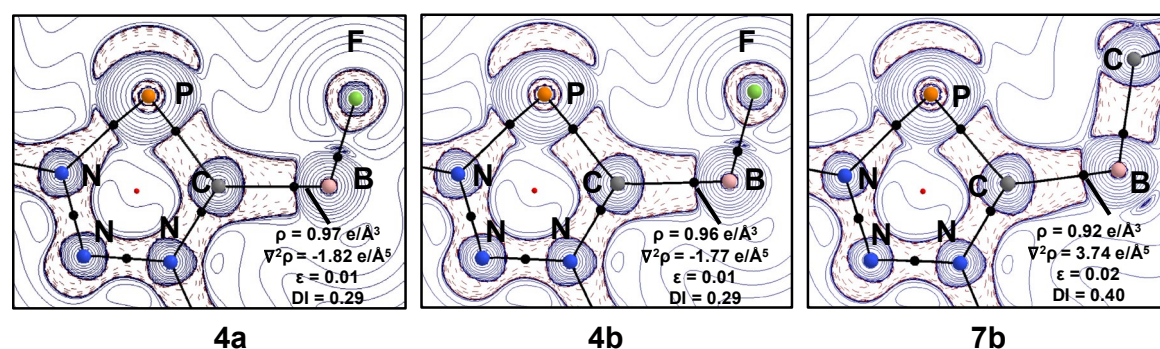 F
P
N
C
B
N
N
ρ = 0.97 e/Å³
∇²ρ = -1.82 e/Å⁵
ε = 0.01
DI = 0.29
4a
F
P
N
C
B
N
N
ρ = 0.96 e/Å³
∇²ρ = -1.77 e/Å⁵
ε = 0.01
DI = 0.29
4b
C
P
N
C
B
N
N
ρ = 0.92 e/Å³
∇²ρ = 3.74 e/Å⁵
ε = 0.02
DI = 0.40
7b